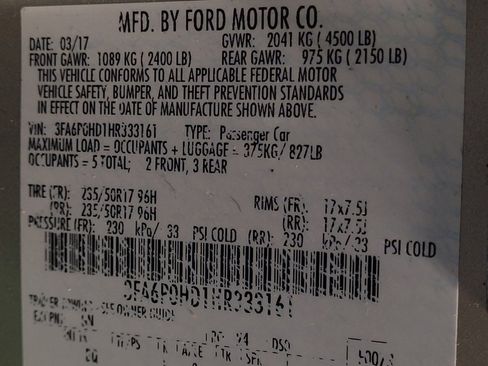 MFD. BY FORD MOTOR CO.
DATE: 03/17 GVWR: 2041 KG ( 4500 LB)
FRONT GAWR: 1089 KG ( 2400 LB) REAR GAWR: 975 KG ( 2150 LB)
THIS VEHICLE CONFORMS TO ALL APPLICABLE FEDERAL MOTOR
VEHICLE SAFETY, BUMPER, AND THEFT PREVENTION STANDARDS
IN EFFECT ON THE DATE OF MANUFACTURE SHOWN ABOVE.
VIN: 3FA6P0HD1HR333161 TYPE: Passenger Car
MAXIMUM LOAD = OCCUPANTS + LUGGAGE = 375KG/ 827LB
OCCUPANTS = 5 TOTAL; 2 FRONT, 3 REAR
TIRE (FR): 235/50R17 96H RIMS (FR): 17x7.5J
(RR): 235/50R17 96H (RR): 17x7.5J
PRESSURE (FR): 230 kPa/ 33 PSI COLD (RR): 230 kPa/ 33 PSI COLD
3FA6P0HD1HR333161
TRAILER TOWING - SEE OWNER GUIDE